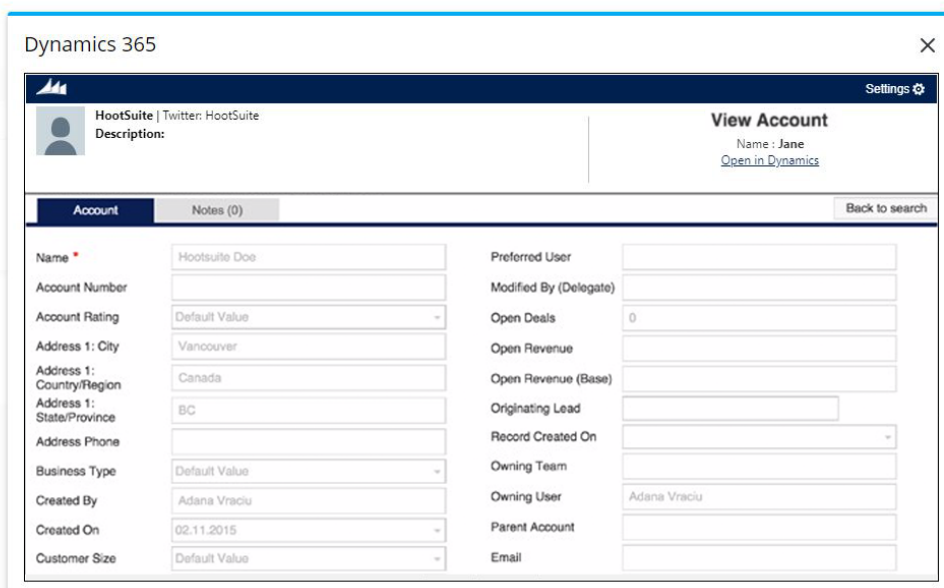 Dynamics 365
Settings
HootSuite | Twitter: HootSuite
Description:
View Account
Name : Jane
Open in Dynamics
Account
Notes (0)
Back to search
Name *
Hootsuite Doe
Account Number
Account Rating
Default Value
Address 1: City
Vancouver
Address 1:
Country/Region
Canada
Address 1:
State/Province
BC
Address Phone
Business Type
Default Value
Created By
Adana Vraciu
Created On
02.11.2015
Customer Size
Default Value
Preferred User
Modified By (Delegate)
Open Deals
0
Open Revenue
Open Revenue (Base)
Originating Lead
Record Created On
Owning Team
Owning User
Adana Vraciu
Parent Account
Email